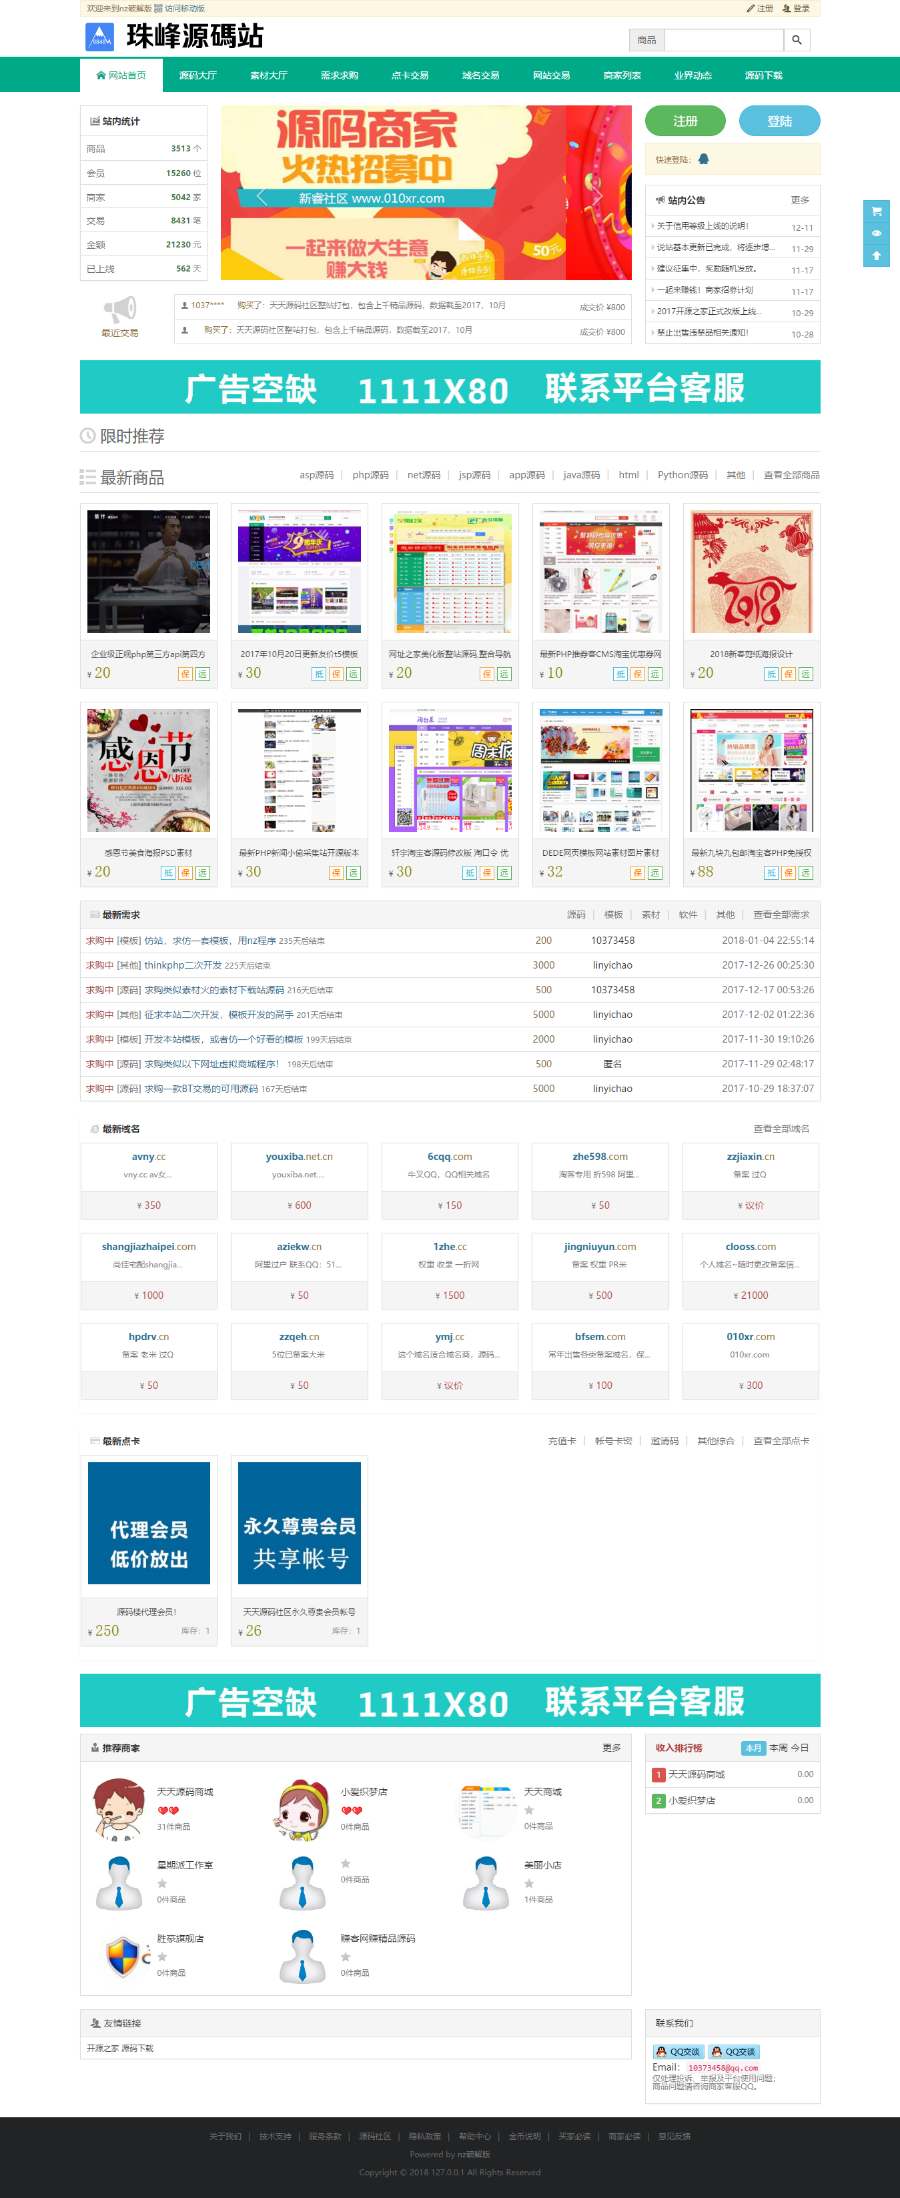 欢迎来到nz破解版 访问移动版
注册 登录
珠峰源碼站
商品
网站首页 源码大厅 素材大厅 需求求购 点卡交易 域名交易 网站交易 商家列表 业界动态 源码下载
站内统计
商品 3513 个
会员 15260 位
商家 5042 家
交易 8431 笔
金额 21230 元
已上线 562 天
源码商家
火热招募中
新睿社区 www.010xr.com
一起来做大生意
赚大钱
50元
注册 登陆
快速登陆：
站内公告 更多
关于信用等级上线的说明！ 12-11
说站基本更新已完成，将逐步增... 11-29
建议征集中，奖励随机发放。 11-17
一起来赚钱！商家招募计划 11-17
2017开源之家正式改版上线... 10-29
禁止出售违禁品相关通知！ 10-28
最近交易
1037**** 购买了：天天源码社区整站打包，包含上千精品源码，数据截至2017，10月 成交价 ¥800
购买了：天天源码社区整站打包，包含上千精品源码，数据截至2017，10月 成交价 ¥800
广告空缺 1111X80 联系平台客服
限时推荐
最新商品
asp源码 | php源码 | net源码 | jsp源码 | app源码 | java源码 | html | Python源码 | 其他 | 查看全部商品
企业级正规php第三方api第四方
¥ 20 保 远
2017年10月20日更新友价t5模板
¥ 30 抵 保 远
网址之家美化版整站源码,整合导航
¥ 20 保 远
最新PHP推券客CMS淘宝优惠券网
¥ 10 抵 保 远
2018
2018新春剪纸海报设计
¥ 20 抵 保 远
感恩节
八折起
感恩节美食海报PSD素材
¥ 20 抵 保 远
最新PHP新闻小偷采集站开源版本
¥ 30 保 远
周末疯
轩宇淘宝客源码修改版 淘口令 优
¥ 30 抵 保 远
DEDE网页模板网站素材图片素材
¥ 32 保 远
最新九块九包邮淘宝客PHP免授权
¥ 88 抵 保 远
最新需求
源码 | 模板 | 素材 | 软件 | 其他 | 查看全部需求
求购中 [模板] 仿站，求仿一套模板，用nz程序 235天后结束 200 10373458 2018-01-04 22:55:14
求购中 [其他] thinkphp二次开发 225天后结束 3000 linyichao 2017-12-26 00:25:30
求购中 [源码] 求购类似素材火的素材下载站源码 216天后结束 500 10373458 2017-12-17 00:53:26
求购中 [其他] 征求本站二次开发，模板开发的高手 201天后结束 5000 linyichao 2017-12-02 01:22:36
求购中 [模板] 开发本站模板，或者仿一个好看的模板 199天后结束 2000 linyichao 2017-11-30 19:10:26
求购中 [源码] 求购类似以下网址虚拟商城程序！ 198天后结束 500 匿名 2017-11-29 02:48:17
求购中 [源码] 求购一款BT交易的可用源码 167天后结束 5000 linyichao 2017-10-29 18:37:07
最新域名 查看全部域名
avny.cc
vny.cc av女...
¥ 350
youxiba.net.cn
youxiba.net....
¥ 600
6cqq.com
牛叉QQ，QQ相关域名
¥ 150
zhe598.com
淘客专用 折598 阿里...
¥ 50
zzjiaxin.cn
备案 过Q
¥ 议价
shangjiazhaipei.com
尚佳宅配shangjia...
¥ 1000
aziekw.cn
阿里过户 联系QQ：51...
¥ 50
1zhe.cc
权重 收录 一折网
¥ 1500
jingniuyun.com
备案 权重 PR米
¥ 500
clooss.com
个人域名~随时更改备案信...
¥ 21000
hpdrv.cn
备案 老米 过Q
¥ 50
zzqeh.cn
5位已备案大米
¥ 50
ymj.cc
这个域名适合域名商，源码...
¥ 议价
bfsem.com
常年出售各类备案域名，保...
¥ 100
010xr.com
010xr.com
¥ 300
最新点卡
充值卡 | 帐号卡密 | 邀请码 | 其他综合 | 查看全部点卡
代理会员
低价放出
源码楼代理会员！
¥ 250 库存：1
永久尊贵会员
共享帐号
天天源码社区永久尊贵会员帐号
¥ 26 库存：1
广告空缺 1111X80 联系平台客服
推荐商家 更多
天天源码商城
31件商品
小爱织梦店
0件商品
天天商城
0件商品
星期派工作室
0件商品
0件商品
美丽小店
1件商品
胜豪旗舰店
0件商品
赚客网赚精品源码
0件商品
收入排行榜 本月 本周 今日
1 天天源码商城 0.00
2 小爱织梦店 0.00
友情链接
开源之家 源码下载
联系我们
QQ交谈 QQ交谈
Email： 10373458@qq.com
仅处理投诉、举报及平台使用问题；
商品问题请咨询商家客服QQ。
关于我们 | 技术支持 | 服务条款 | 源码社区 | 隐私政策 | 帮助中心 | 金币说明 | 买家必读 | 商家必读 | 意见反馈
Powered by nz破解版
Copyright © 2018 127.0.0.1 All Rights Reserved